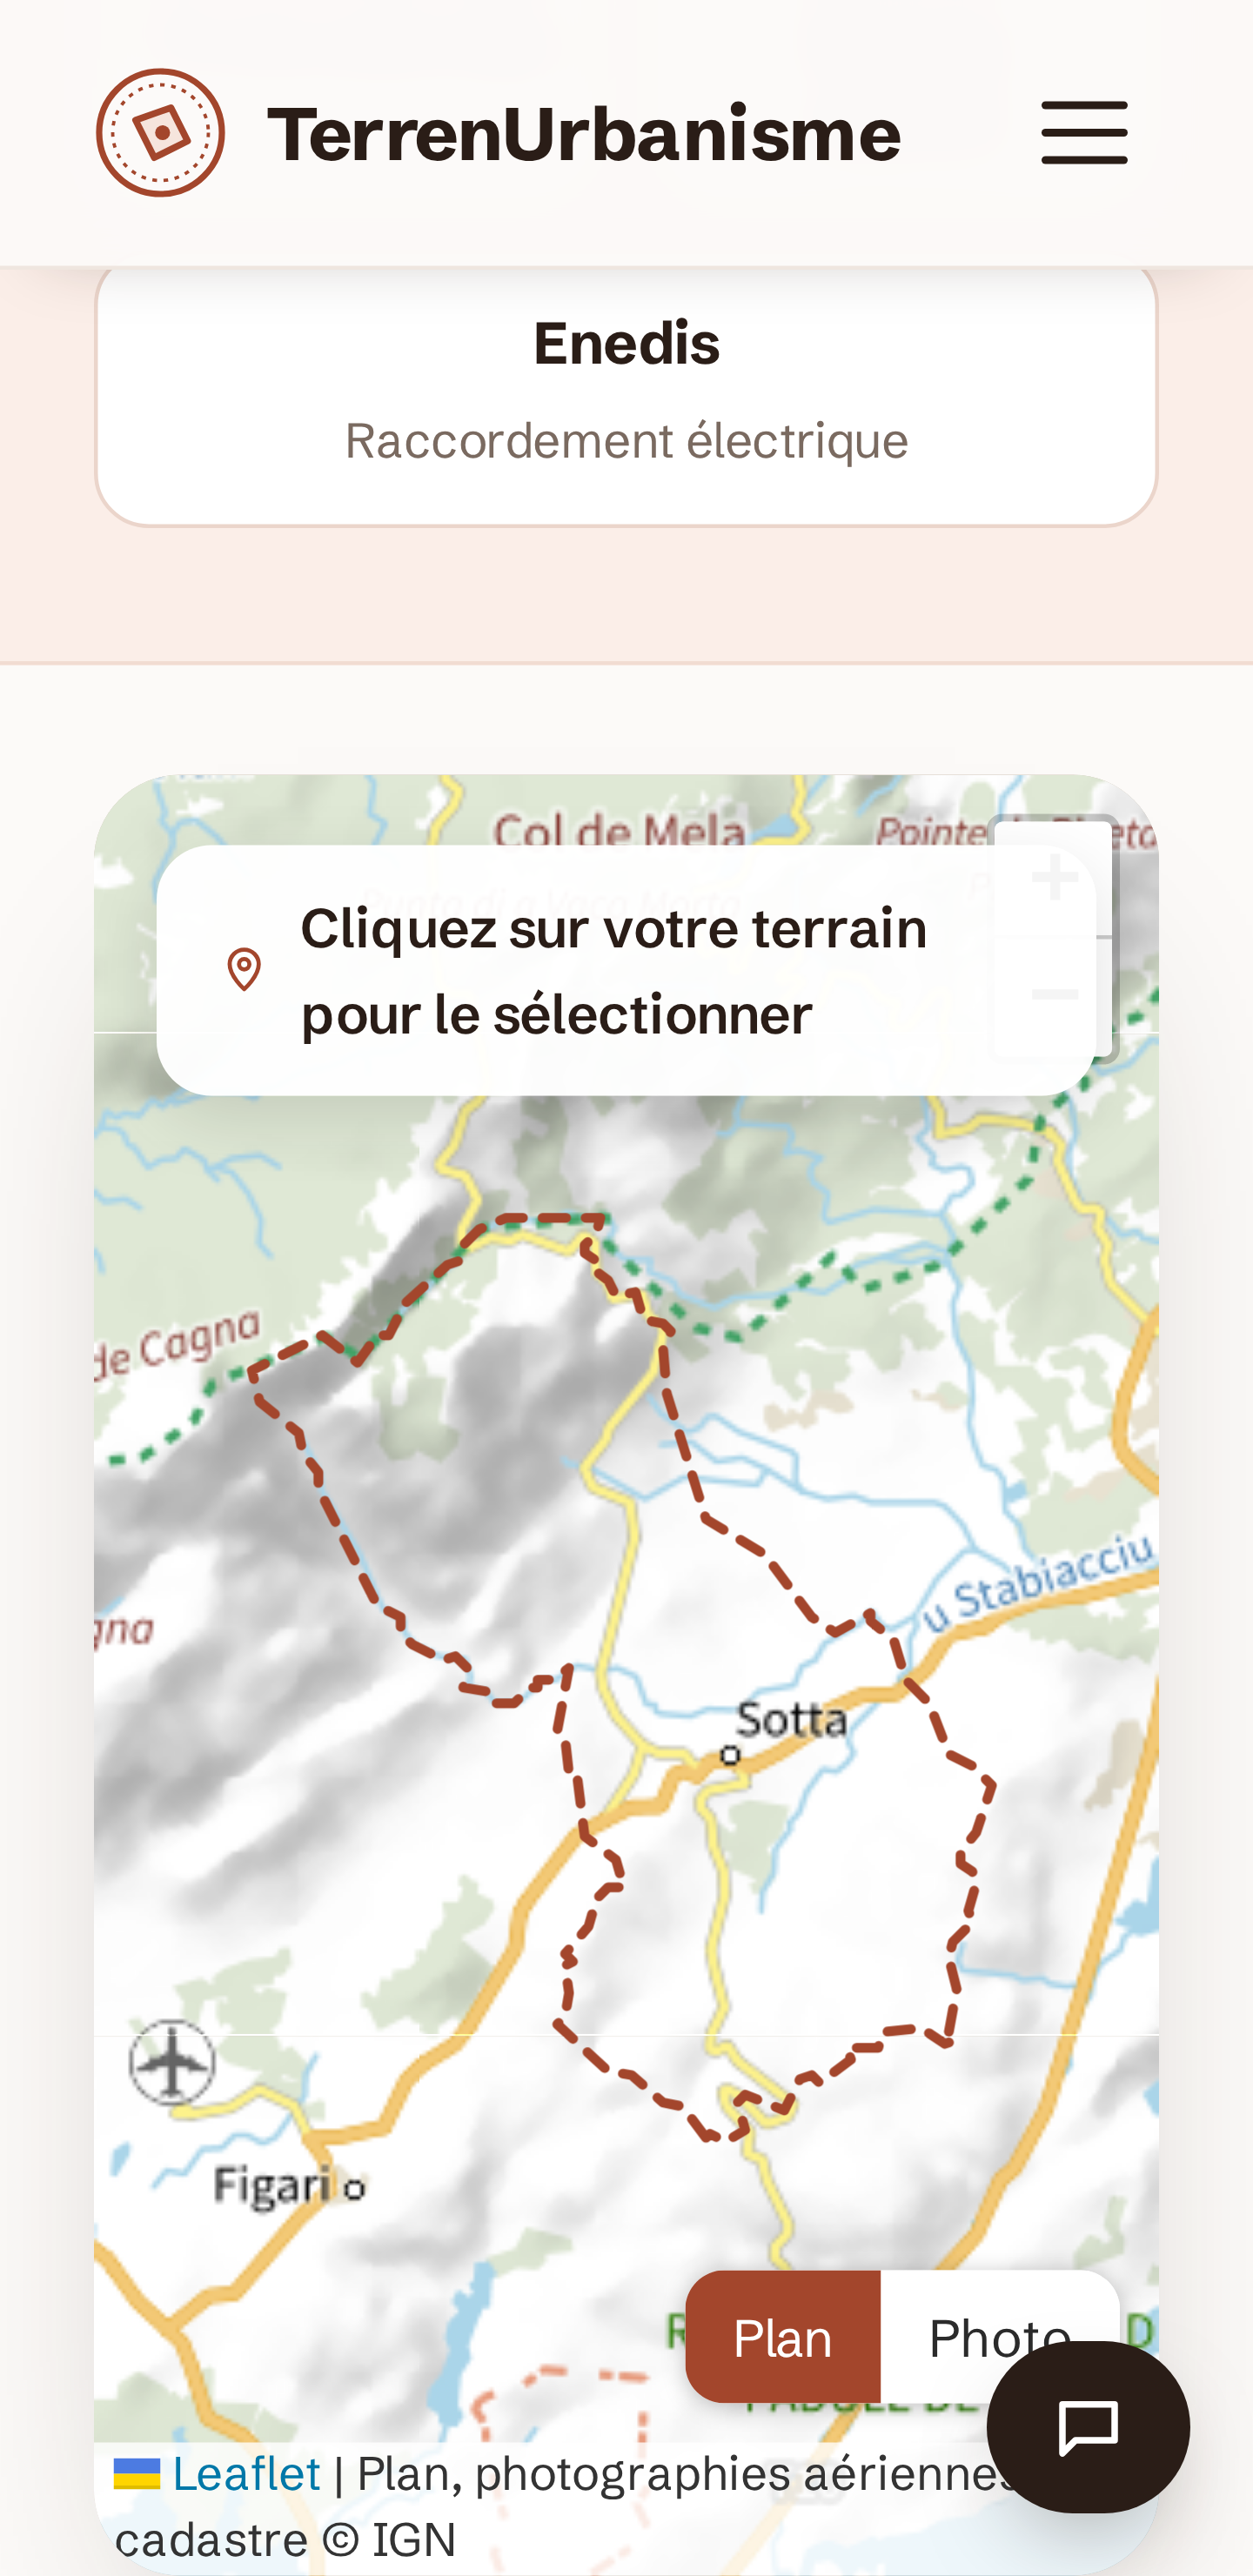 TerrenUrbanisme
Enedis
Raccordement électrique
Col de Mela
Pointe
Cliquez sur votre terrain
pour le sélectionner
+
−
de Cagna
u Stabiacciu
Sotta
Figari
Plan
Photo
Leaflet | Plan, photographies aériennes
cadastre © IGN